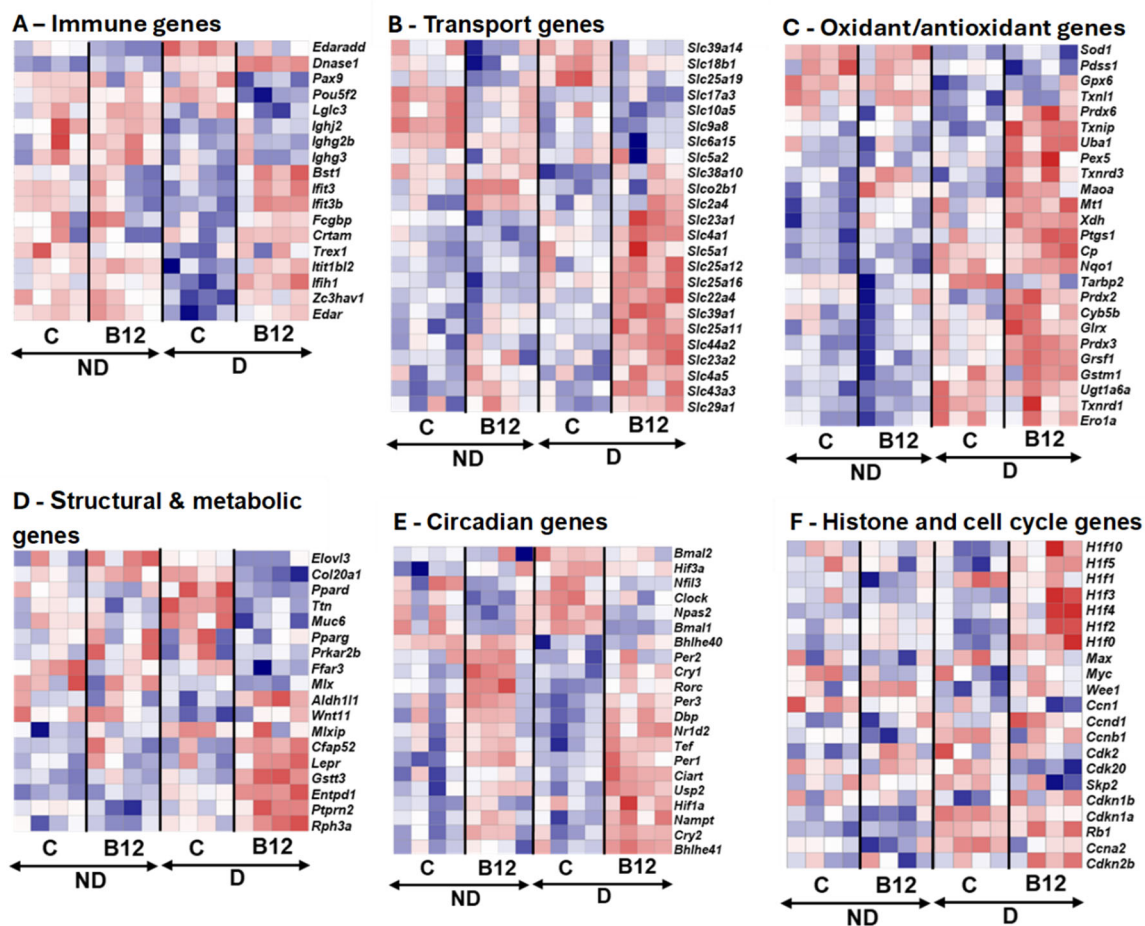 A – Immune genes
Edaradd
Dnase1
Pax9
Pou5f2
Lglc3
Ighj2
Ighg2b
Ighg3
Bst1
Ifit3
Ifit3b
Fcgbp
Crtam
Trex1
Itit1bl2
Ifih1
Zc3hav1
Edar
C B12 C B12
ND D
B - Transport genes
Slc39a14
Slc18b1
Slc25a19
Slc17a3
Slc10a5
Slc9a8
Slc6a15
Slc5a2
Slc38a10
Slco2b1
Slc2a4
Slc23a1
Slc4a1
Slc5a1
Slc25a12
Slc25a16
Slc22a4
Slc39a1
Slc25a11
Slc44a2
Slc23a2
Slc4a5
Slc43a3
Slc29a1
C B12 C B12
ND D
C - Oxidant/antioxidant genes
Sod1
Pdss1
Gpx6
Txnl1
Prdx6
Txnip
Uba1
Pex5
Txnrd3
Maoa
Mt1
Xdh
Ptgs1
Cp
Nqo1
Tarbp2
Prdx2
Cyb5b
Glrx
Prdx3
Grsf1
Gstm1
Ugt1a6a
Txnrd1
Ero1a
C B12 C B12
ND D
D - Structural & metabolic
genes
Elovl3
Col20a1
Ppard
Ttn
Muc6
Pparg
Prkar2b
Ffar3
Mlx
Aldh1l1
Wnt11
Mlxip
Cfap52
Lepr
Gstt3
Entpd1
Ptprn2
Rph3a
C B12 C B12
ND D
E - Circadian genes
Bmal2
Hif3a
Nfil3
Clock
Npas2
Bmal1
Bhlhe40
Per2
Cry1
Rorc
Per3
Dbp
Nr1d2
Tef
Per1
Ciart
Usp2
Hif1a
Nampt
Cry2
Bhlhe41
C B12 C B12
ND D
F - Histone and cell cycle genes
H1f10
H1f5
H1f1
H1f3
H1f4
H1f2
H1f0
Max
Myc
Wee1
Ccn1
Ccnd1
Ccnb1
Cdk2
Cdk20
Skp2
Cdkn1b
Cdkn1a
Rb1
Ccna2
Cdkn2b
C B12 C B12
ND D